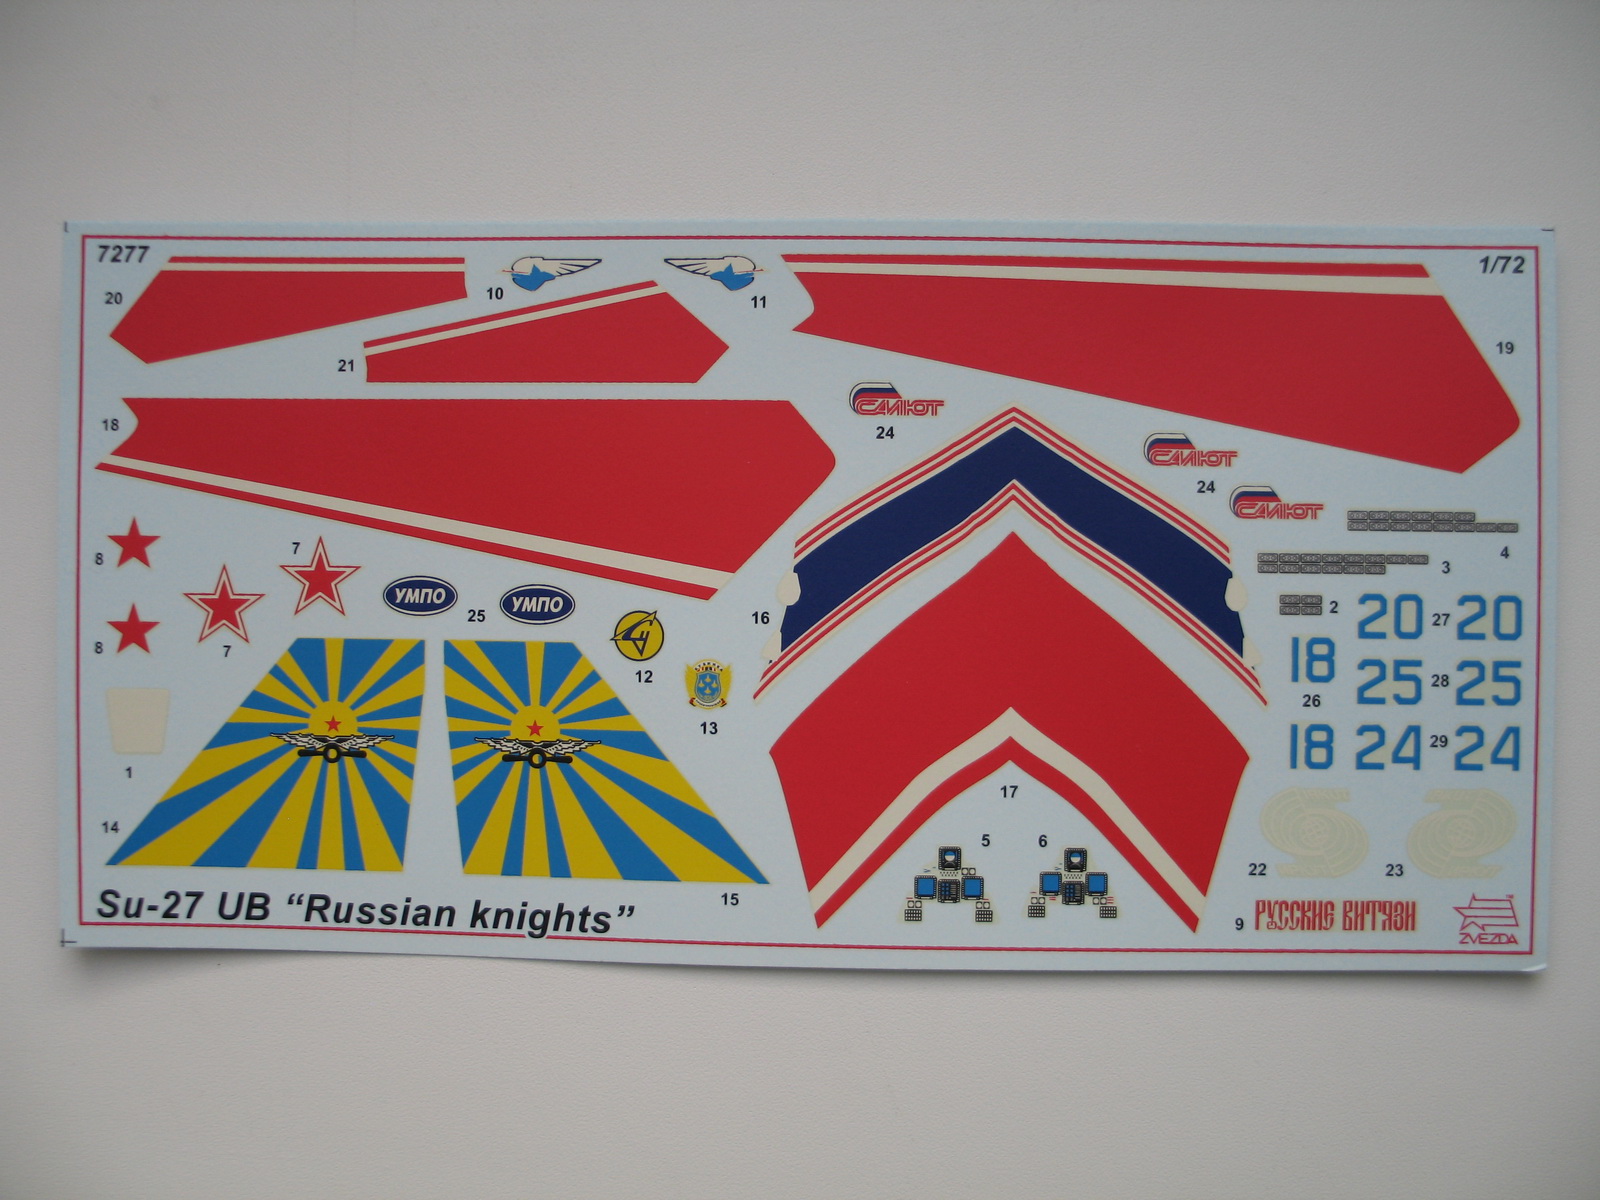 7277
1/72
20
10
11
21
19
18
САЛЮТ
24
САЛЮТ
24
САЛЮТ
4
3
8
7
УМПО
УМПО
25
2
20 27 20
16
18
8
7
12
25 28 25
26
13
1
18 24 29 24
17
14
5
6
22
23
15
Su-27 UB “Russian knights”
9
РУССКИЕ ВИТЯЗИ
ZVEZDA